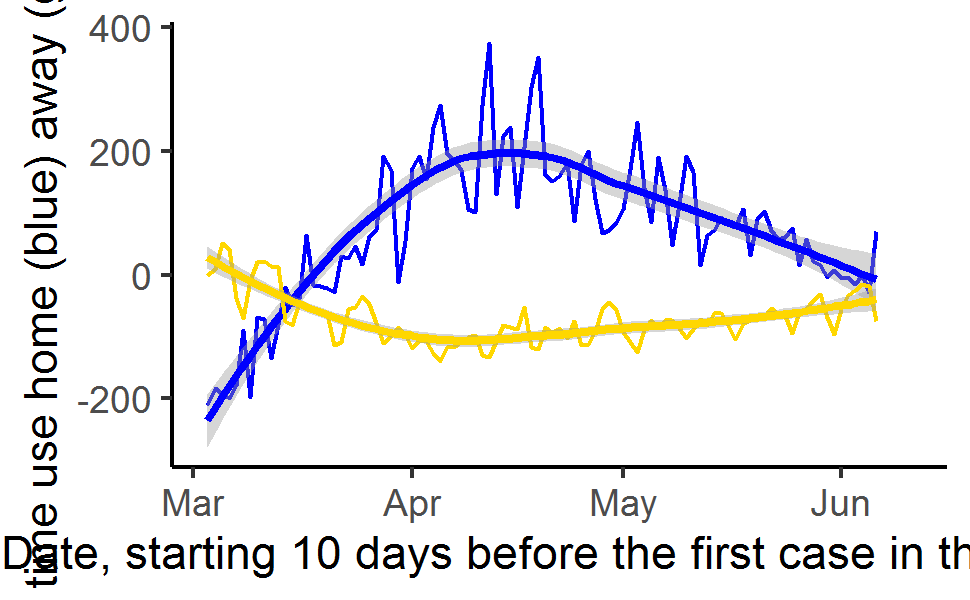 time use home (blue) away (
400
200
0
-200
Mar Apr May Jun
Date, starting 10 days before the first case in th